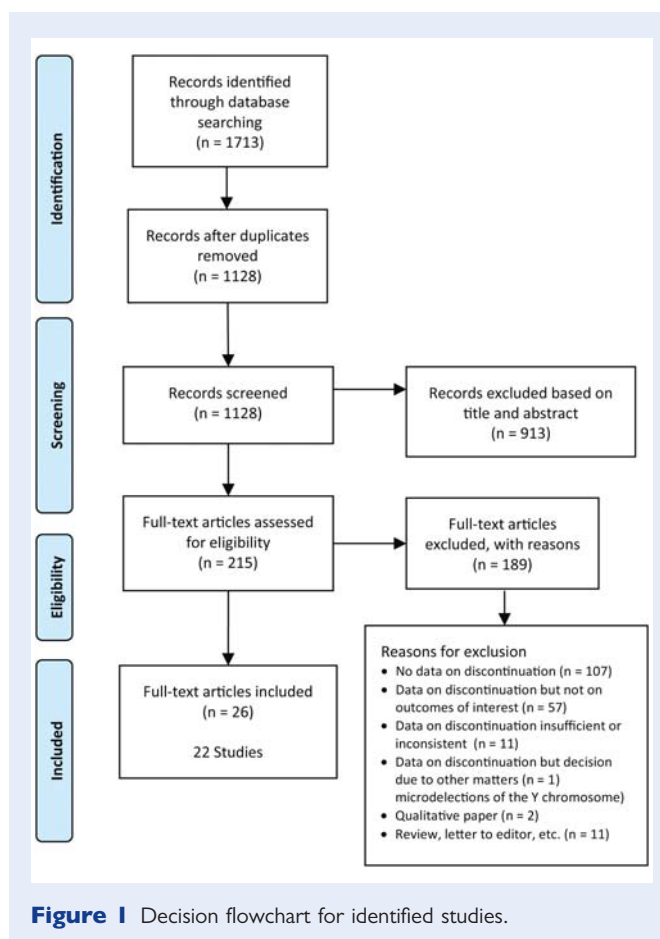 Identification
Records identified
through database
searching
(n = 1713)
Records after duplicates
removed
(n = 1128)
Screening
Records screened
(n = 1128)
Records excluded based on
title and abstract
(n = 913)
Eligibility
Full-text articles assessed
for eligibility
(n = 215)
Full-text articles
excluded, with reasons
(n = 189)
Included
Full-text articles included
(n = 26)
22 Studies
Reasons for exclusion
• No data on discontinuation (n = 107)
• Data on discontinuation but not on
outcomes of interest (n = 57)
• Data on discontinuation insufficient or
inconsistent (n = 11)
• Data on discontinuation but decision
due to other matters (n = 1)
microdelections of the Y chromosome)
• Qualitative paper (n = 2)
• Review, letter to editor, etc. (n = 11)
Figure 1 Decision flowchart for identified studies.